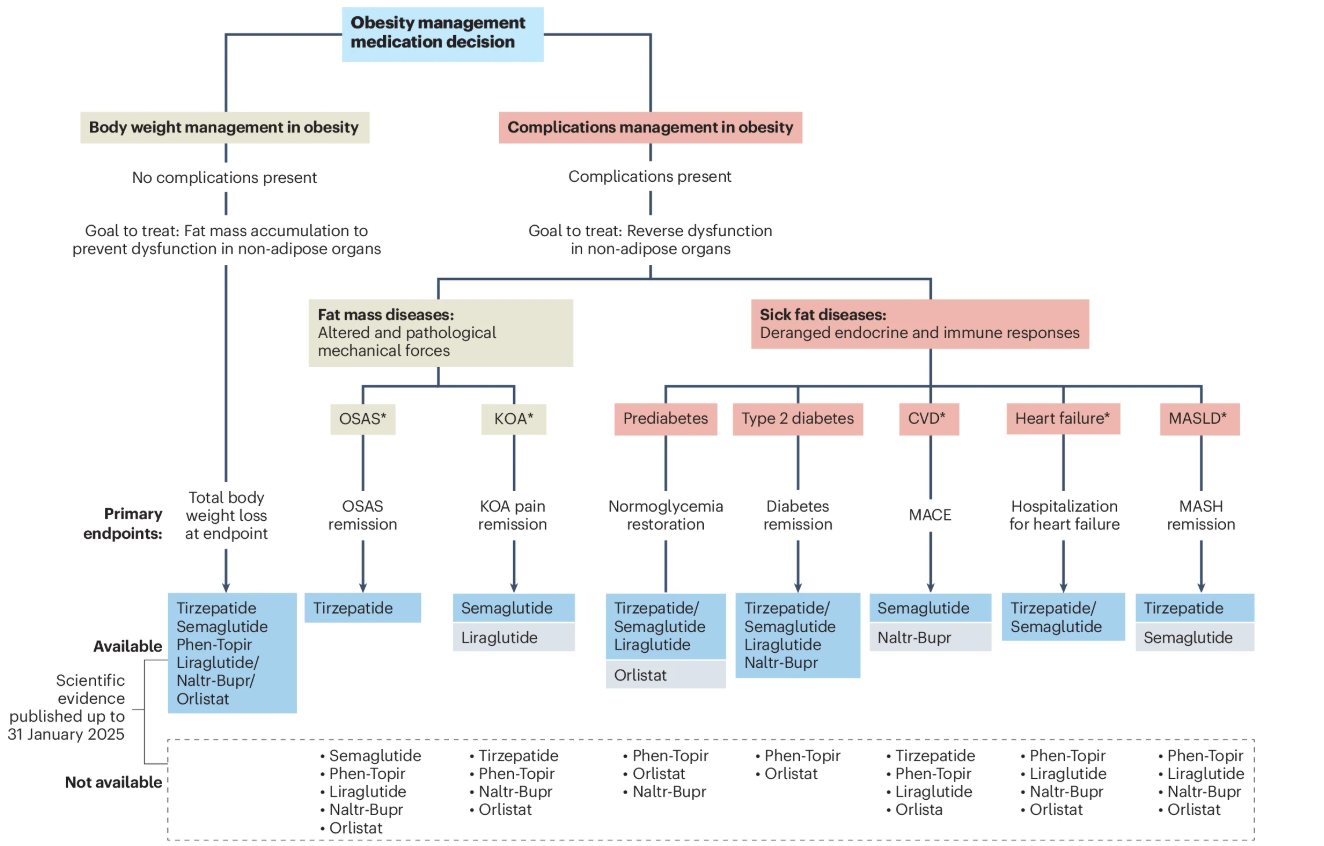 Obesity management
medication decision
Body weight management in obesity
Complications management in obesity
No complications present
Complications present
Goal to treat: Fat mass accumulation to
prevent dysfunction in non-adipose organs
Goal to treat: Reverse dysfunction
in non-adipose organs
Fat mass diseases:
Altered and pathological
mechanical forces
Sick fat diseases:
Deranged endocrine and immune responses
OSAS*
KOA*
Prediabetes
Type 2 diabetes
CVD*
Heart failure*
MASLD*
Primary
endpoints:
Total body
weight loss
at endpoint
OSAS
remission
KOA pain
remission
Normoglycemia
restoration
Diabetes
remission
MACE
Hospitalization
for heart failure
MASH
remission
Available
Tirzepatide
Semaglutide
Phen-Topir
Liraglutide/
Naltr-Bupr/
Orlistat
Tirzepatide
Semaglutide
Liraglutide
Tirzepatide/
Semaglutide
Liraglutide
Orlistat
Tirzepatide/
Semaglutide
Liraglutide
Naltr-Bupr
Semaglutide
Naltr-Bupr
Tirzepatide/
Semaglutide
Tirzepatide
Semaglutide
Scientific
evidence
published up to
31 January 2025
Not available
• Semaglutide
• Phen-Topir
• Liraglutide
• Naltr-Bupr
• Orlistat
• Tirzepatide
• Phen-Topir
• Naltr-Bupr
• Orlistat
• Phen-Topir
• Orlistat
• Naltr-Bupr
• Phen-Topir
• Orlistat
• Tirzepatide
• Phen-Topir
• Liraglutide
• Orlista
• Phen-Topir
• Liraglutide
• Naltr-Bupr
• Orlistat
• Phen-Topir
• Liraglutide
• Naltr-Bupr
• Orlistat